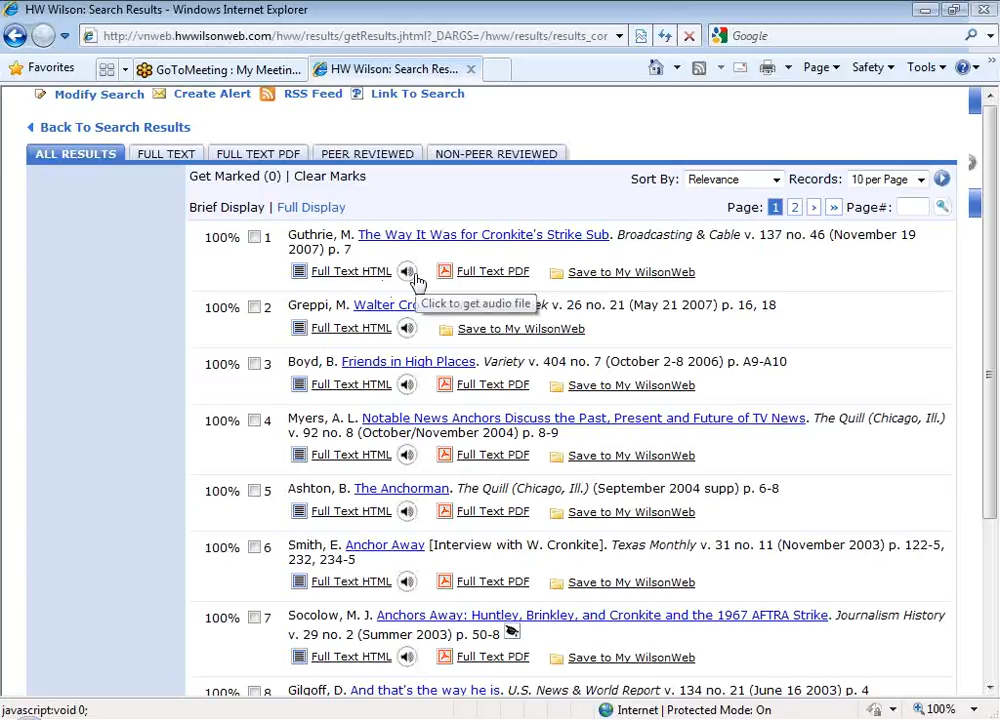 HW Wilson: Search Results - Windows Internet Explorer
http://vnweb.hwwilsonweb.com/hww/results/getResults.jhtml?_DARGS=/hww/results/results_cor
Google
Favorites
GoToMeeting : My Meetin...
HW Wilson: Search Res...
Page
Safety
Tools
Modify Search
Create Alert
RSS Feed
Link To Search
Back To Search Results
ALL RESULTS
FULL TEXT
FULL TEXT PDF
PEER REVIEWED
NON-PEER REVIEWED
Get Marked (0) | Clear Marks
Sort By: Relevance
Records: 10 per Page
Brief Display | Full Display
Page: 1 2 › » Page#:
100% 1 Guthrie, M. The Way It Was for Cronkite's Strike Sub. Broadcasting & Cable v. 137 no. 46 (November 19
2007) p. 7
Full Text HTML Full Text PDF Save to My WilsonWeb
Click to get audio file
100% 2 Greppi, M. Walter Cro ek v. 26 no. 21 (May 21 2007) p. 16, 18
Full Text HTML Save to My WilsonWeb
100% 3 Boyd, B. Friends in High Places. Variety v. 404 no. 7 (October 2-8 2006) p. A9-A10
Full Text HTML Full Text PDF Save to My WilsonWeb
100% 4 Myers, A. L. Notable News Anchors Discuss the Past, Present and Future of TV News. The Quill (Chicago, Ill.)
v. 92 no. 8 (October/November 2004) p. 8-9
Full Text HTML Full Text PDF Save to My WilsonWeb
100% 5 Ashton, B. The Anchorman. The Quill (Chicago, Ill.) (September 2004 supp) p. 6-8
Full Text HTML Full Text PDF Save to My WilsonWeb
100% 6 Smith, E. Anchor Away [Interview with W. Cronkite]. Texas Monthly v. 31 no. 11 (November 2003) p. 122-5,
232, 234-5
Full Text HTML Full Text PDF Save to My WilsonWeb
100% 7 Socolow, M. J. Anchors Away: Huntley, Brinkley, and Cronkite and the 1967 AFTRA Strike. Journalism History
v. 29 no. 2 (Summer 2003) p. 50-8
Full Text HTML Full Text PDF Save to My WilsonWeb
100% 8 Gilgoff, D. And that's the way he is. U.S. News & World Report v. 134 no. 21 (June 16 2003) p. 4
javascript:void 0;
Internet | Protected Mode: On
100%